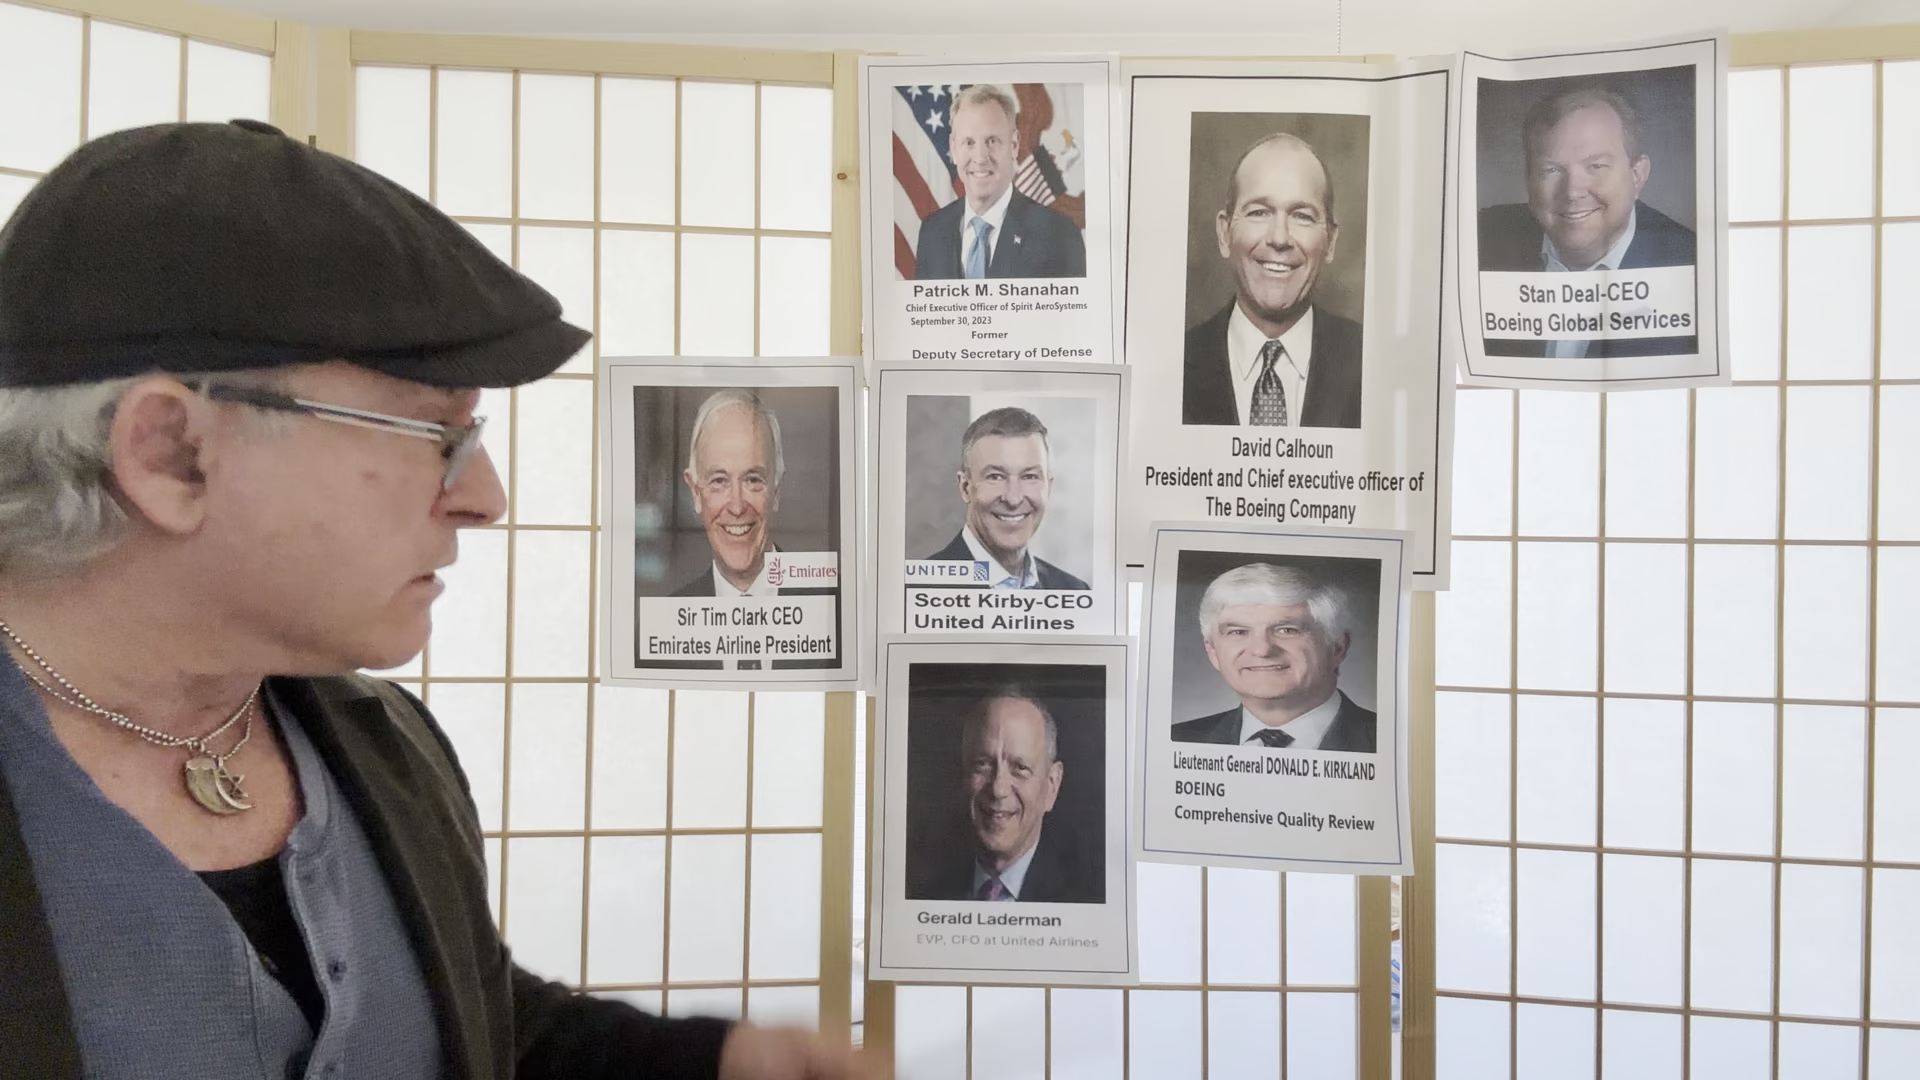 Patrick M. Shanahan
Chief Executive Officer of Spirit AeroSystems
September 30, 2023
Former
Deputy Secretary of Defense
David Calhoun
President and Chief executive officer of
The Boeing Company
Stan Deal-CEO
Boeing Global Services
Emirates
Sir Tim Clark CEO
Emirates Airline President
UNITED
Scott Kirby-CEO
United Airlines
Lieutenant General DONALD E. KIRKLAND
BOEING
Comprehensive Quality Review
Gerald Laderman
EVP, CFO at United Airlines